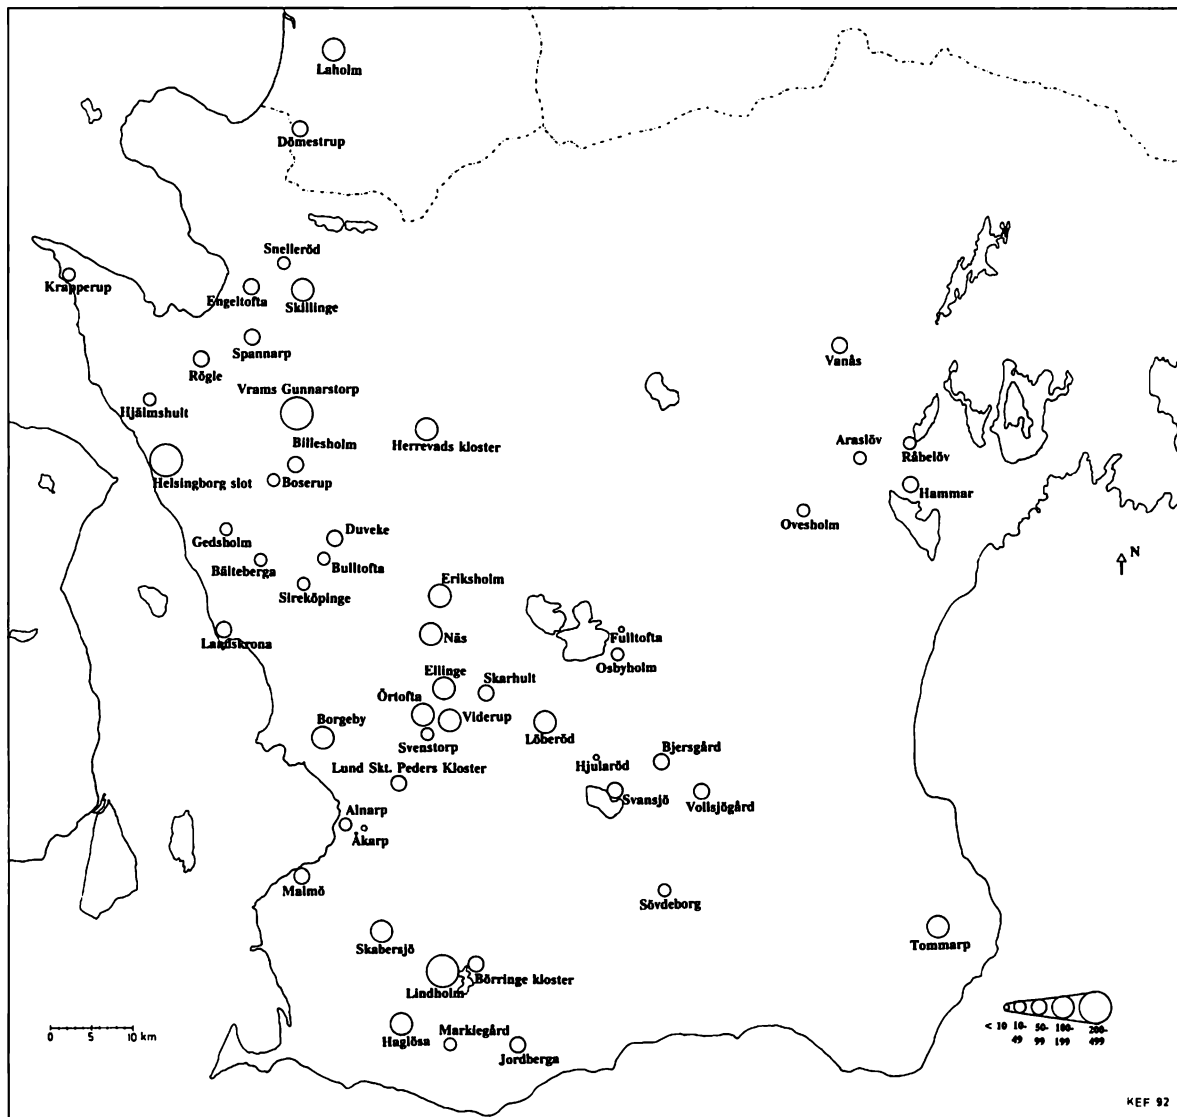 Laholm
Dömestrup
Snelleröd
Krapperup
Engeltofta
Skillinge
Spannarp
Vanås
Rögle
Vrams Gunnarstorp
Hjälmshult
Billesholm
Herrevads kloster
Araslöv
Råbelöv
Helsingborg slot
Boserup
Hammar
Ovesholm
Gedsholm
Duveke
N
Bälteberga
Bulltofta
Eriksholm
Sireköpinge
Landskrona
Näs
Fulltofta
Osbyholm
Ellinge
Skarhult
Örtofta
Borgeby
Viderup
Löberöd
Svenstorp
Bjersgård
Lund Skt. Peders Kloster
Hjularöd
Svansjö
Vollsjögård
Alnarp
Åkarp
Malmö
Sövdeborg
Skabersjö
Tommarp
Börringe kloster
Lindholm
Haglösa
Markiegård
Jordberga
0 5 10 km
< 10 10- 50- 100- 200-
49 99 199 499
KEF 92